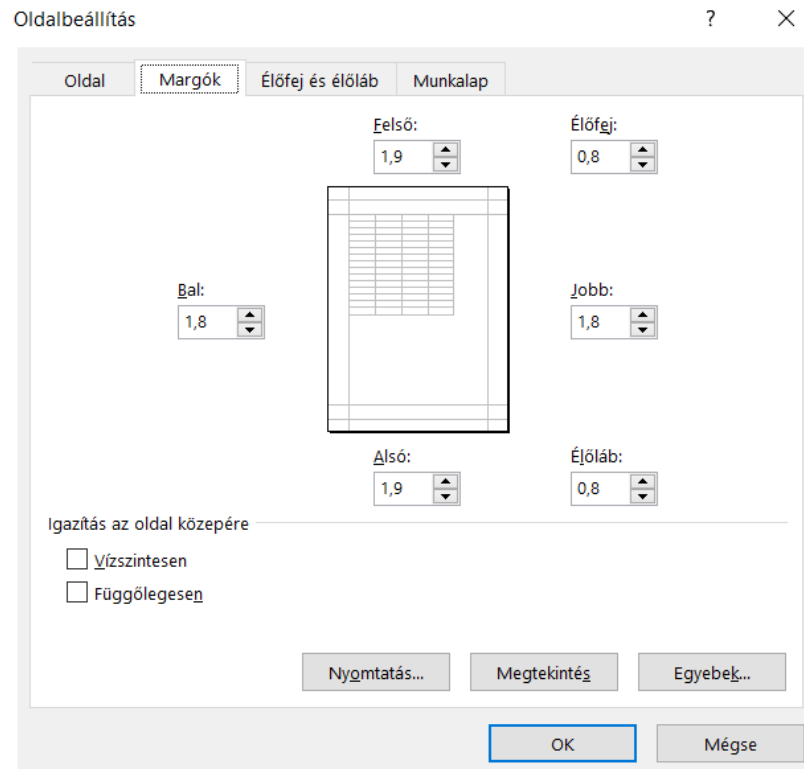 Oldalbeállítás ?
Oldal Margók Élőfej és élőláb Munkalap
Felső: Élőfej:
1,9 0,8
Bal: Jobb:
1,8 1,8
Alsó: Élőláb:
1,9 0,8
Igazítás az oldal közepére
Vízszintesen
Függőlegesen
Nyomtatás... Megtekintés Egyebek...
OK Mégse